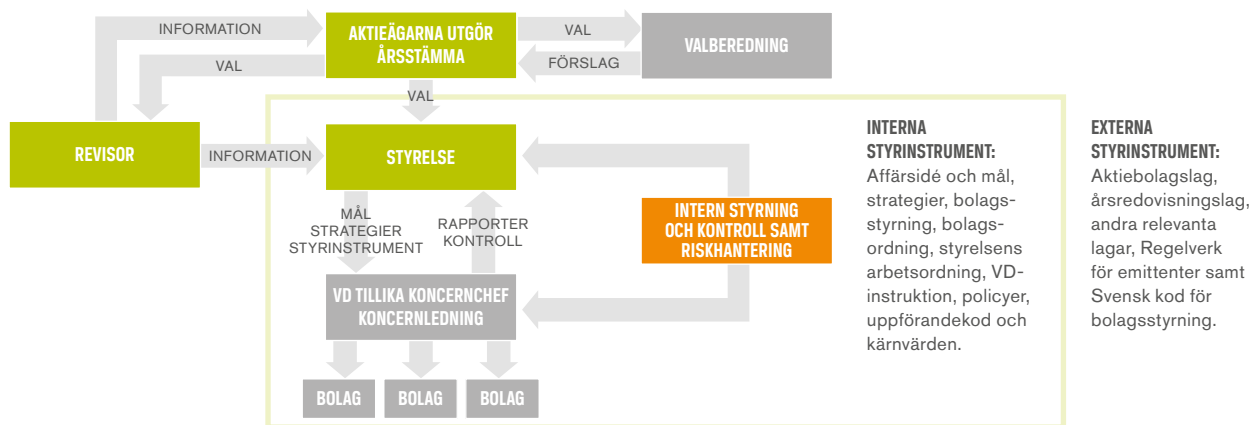 INFORMATION
AKTIEÄGARNA UTGÖR
ÅRSSTÄMMA
VAL
VALBEREDNING
VAL
FÖRSLAG
VAL
REVISOR
INFORMATION
STYRELSE
MÅL
STRATEGIER
STYRINSTRUMENT
RAPPORTER
KONTROLL
INTERN STYRNING
OCH KONTROLL SAMT
RISKHANTERING
VD TILLIKA KONCERNCHEF
KONCERNLEDNING
BOLAG
BOLAG
BOLAG
INTERNA
STYRINSTRUMENT:
Affärsidé och mål,
strategier, bolags-
styrning, bolags-
ordning, styrelsens
arbetsordning, VD-
instruktion, policyer,
uppförandekod och
kärnvärden.
EXTERNA
STYRINSTRUMENT:
Aktiebolagslag,
årsredovisningslag,
andra relevanta
lagar, Regelverk
för emittenter samt
Svensk kod för
bolagsstyrning.